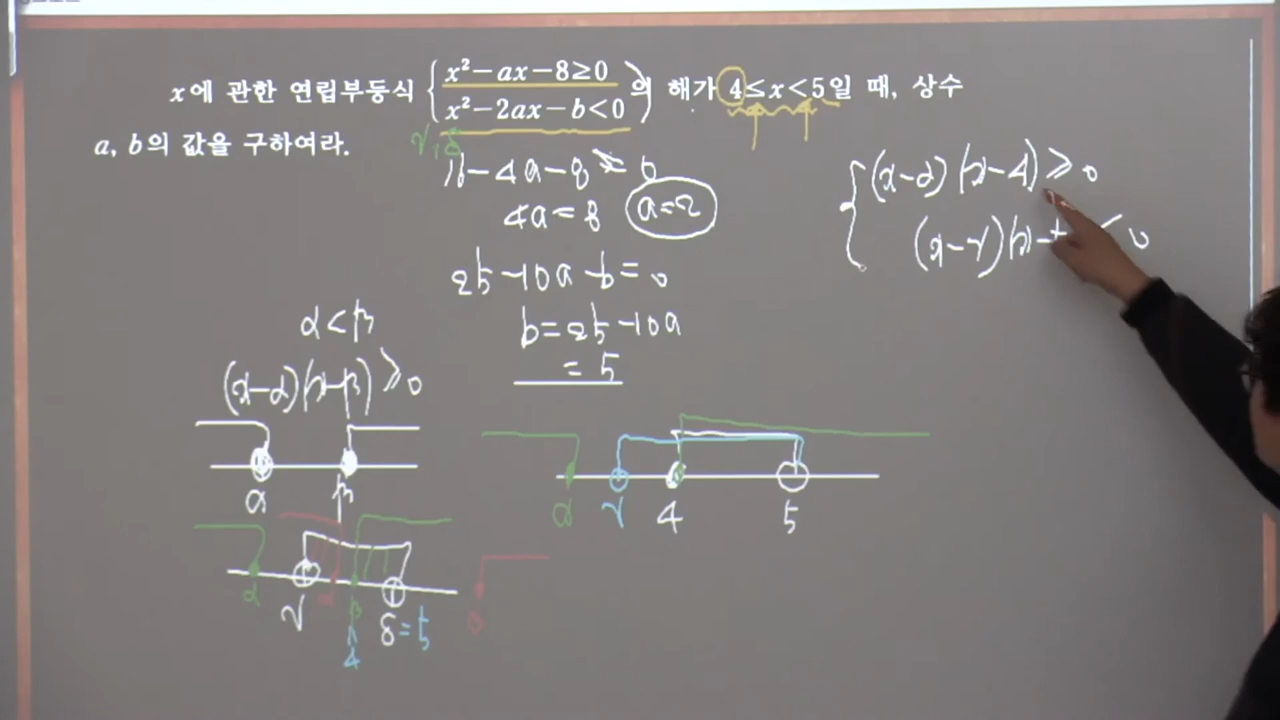 x에 관한 연립부등식 { x²−ax−8≥0 의 해가 4≤x<5일 때, 상수
x²−2ax−b<0
a, b의 값을 구하여라.
γ, δ
16−4a−8=0
4a=8 a=2
25−10a−b=0
b=25−10a
=5
(x−α)(x−4)≥0
(x−γ)(x− <0
α<β
(x−α)(x−β)≥0
α β
α γ 4 5
α γ β δ=5
4